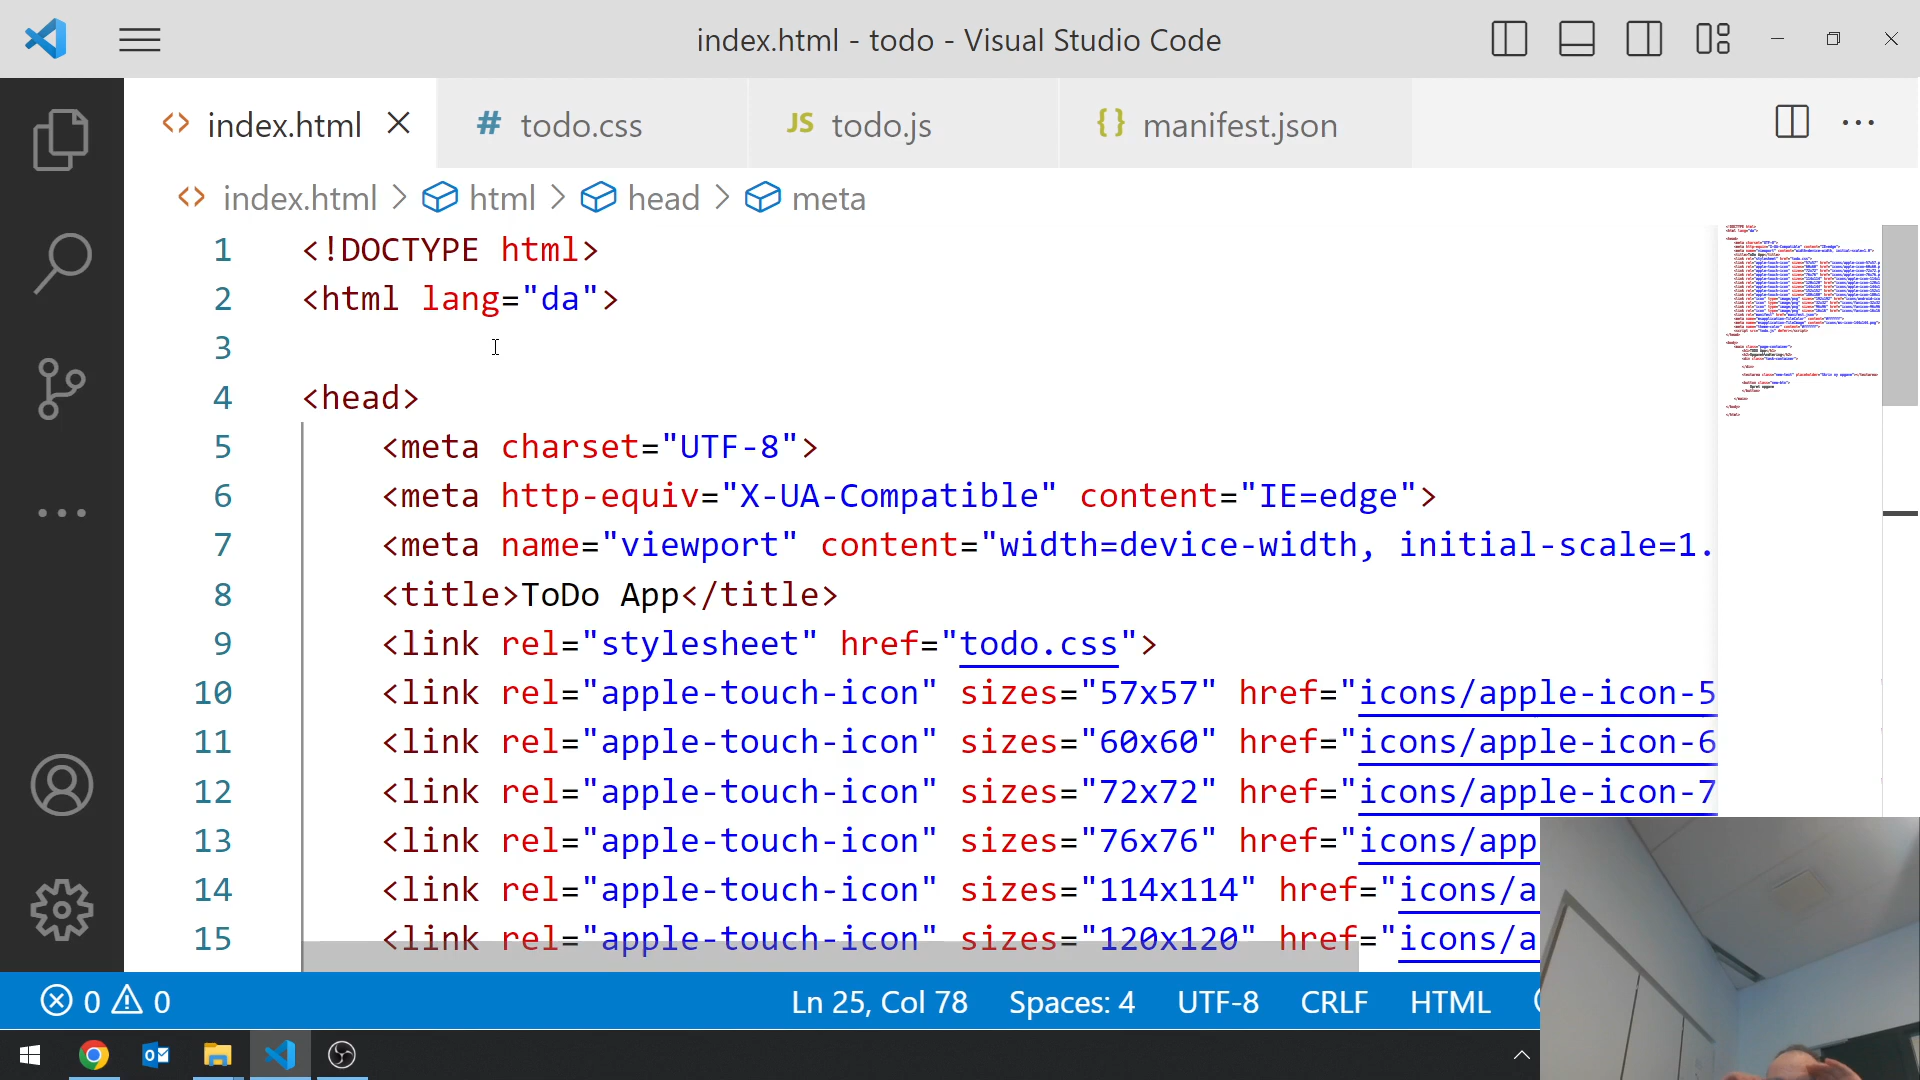 index.html - todo - Visual Studio Code
index.html # todo.css JS todo.js {} manifest.json
index.html > html > head > meta
1 <!DOCTYPE html>
2 <html lang="da">
3
4 <head>
5 <meta charset="UTF-8">
6 <meta http-equiv="X-UA-Compatible" content="IE=edge">
7 <meta name="viewport" content="width=device-width, initial-scale=1.
8 <title>ToDo App</title>
9 <link rel="stylesheet" href="todo.css">
10 <link rel="apple-touch-icon" sizes="57x57" href="icons/apple-icon-5
11 <link rel="apple-touch-icon" sizes="60x60" href="icons/apple-icon-6
12 <link rel="apple-touch-icon" sizes="72x72" href="icons/apple-icon-7
13 <link rel="apple-touch-icon" sizes="76x76" href="icons/app
14 <link rel="apple-touch-icon" sizes="114x114" href="icons/a
15 <link rel="apple-touch-icon" sizes="120x120" href="icons/a
0 0 Ln 25, Col 78 Spaces: 4 UTF-8 CRLF HTML